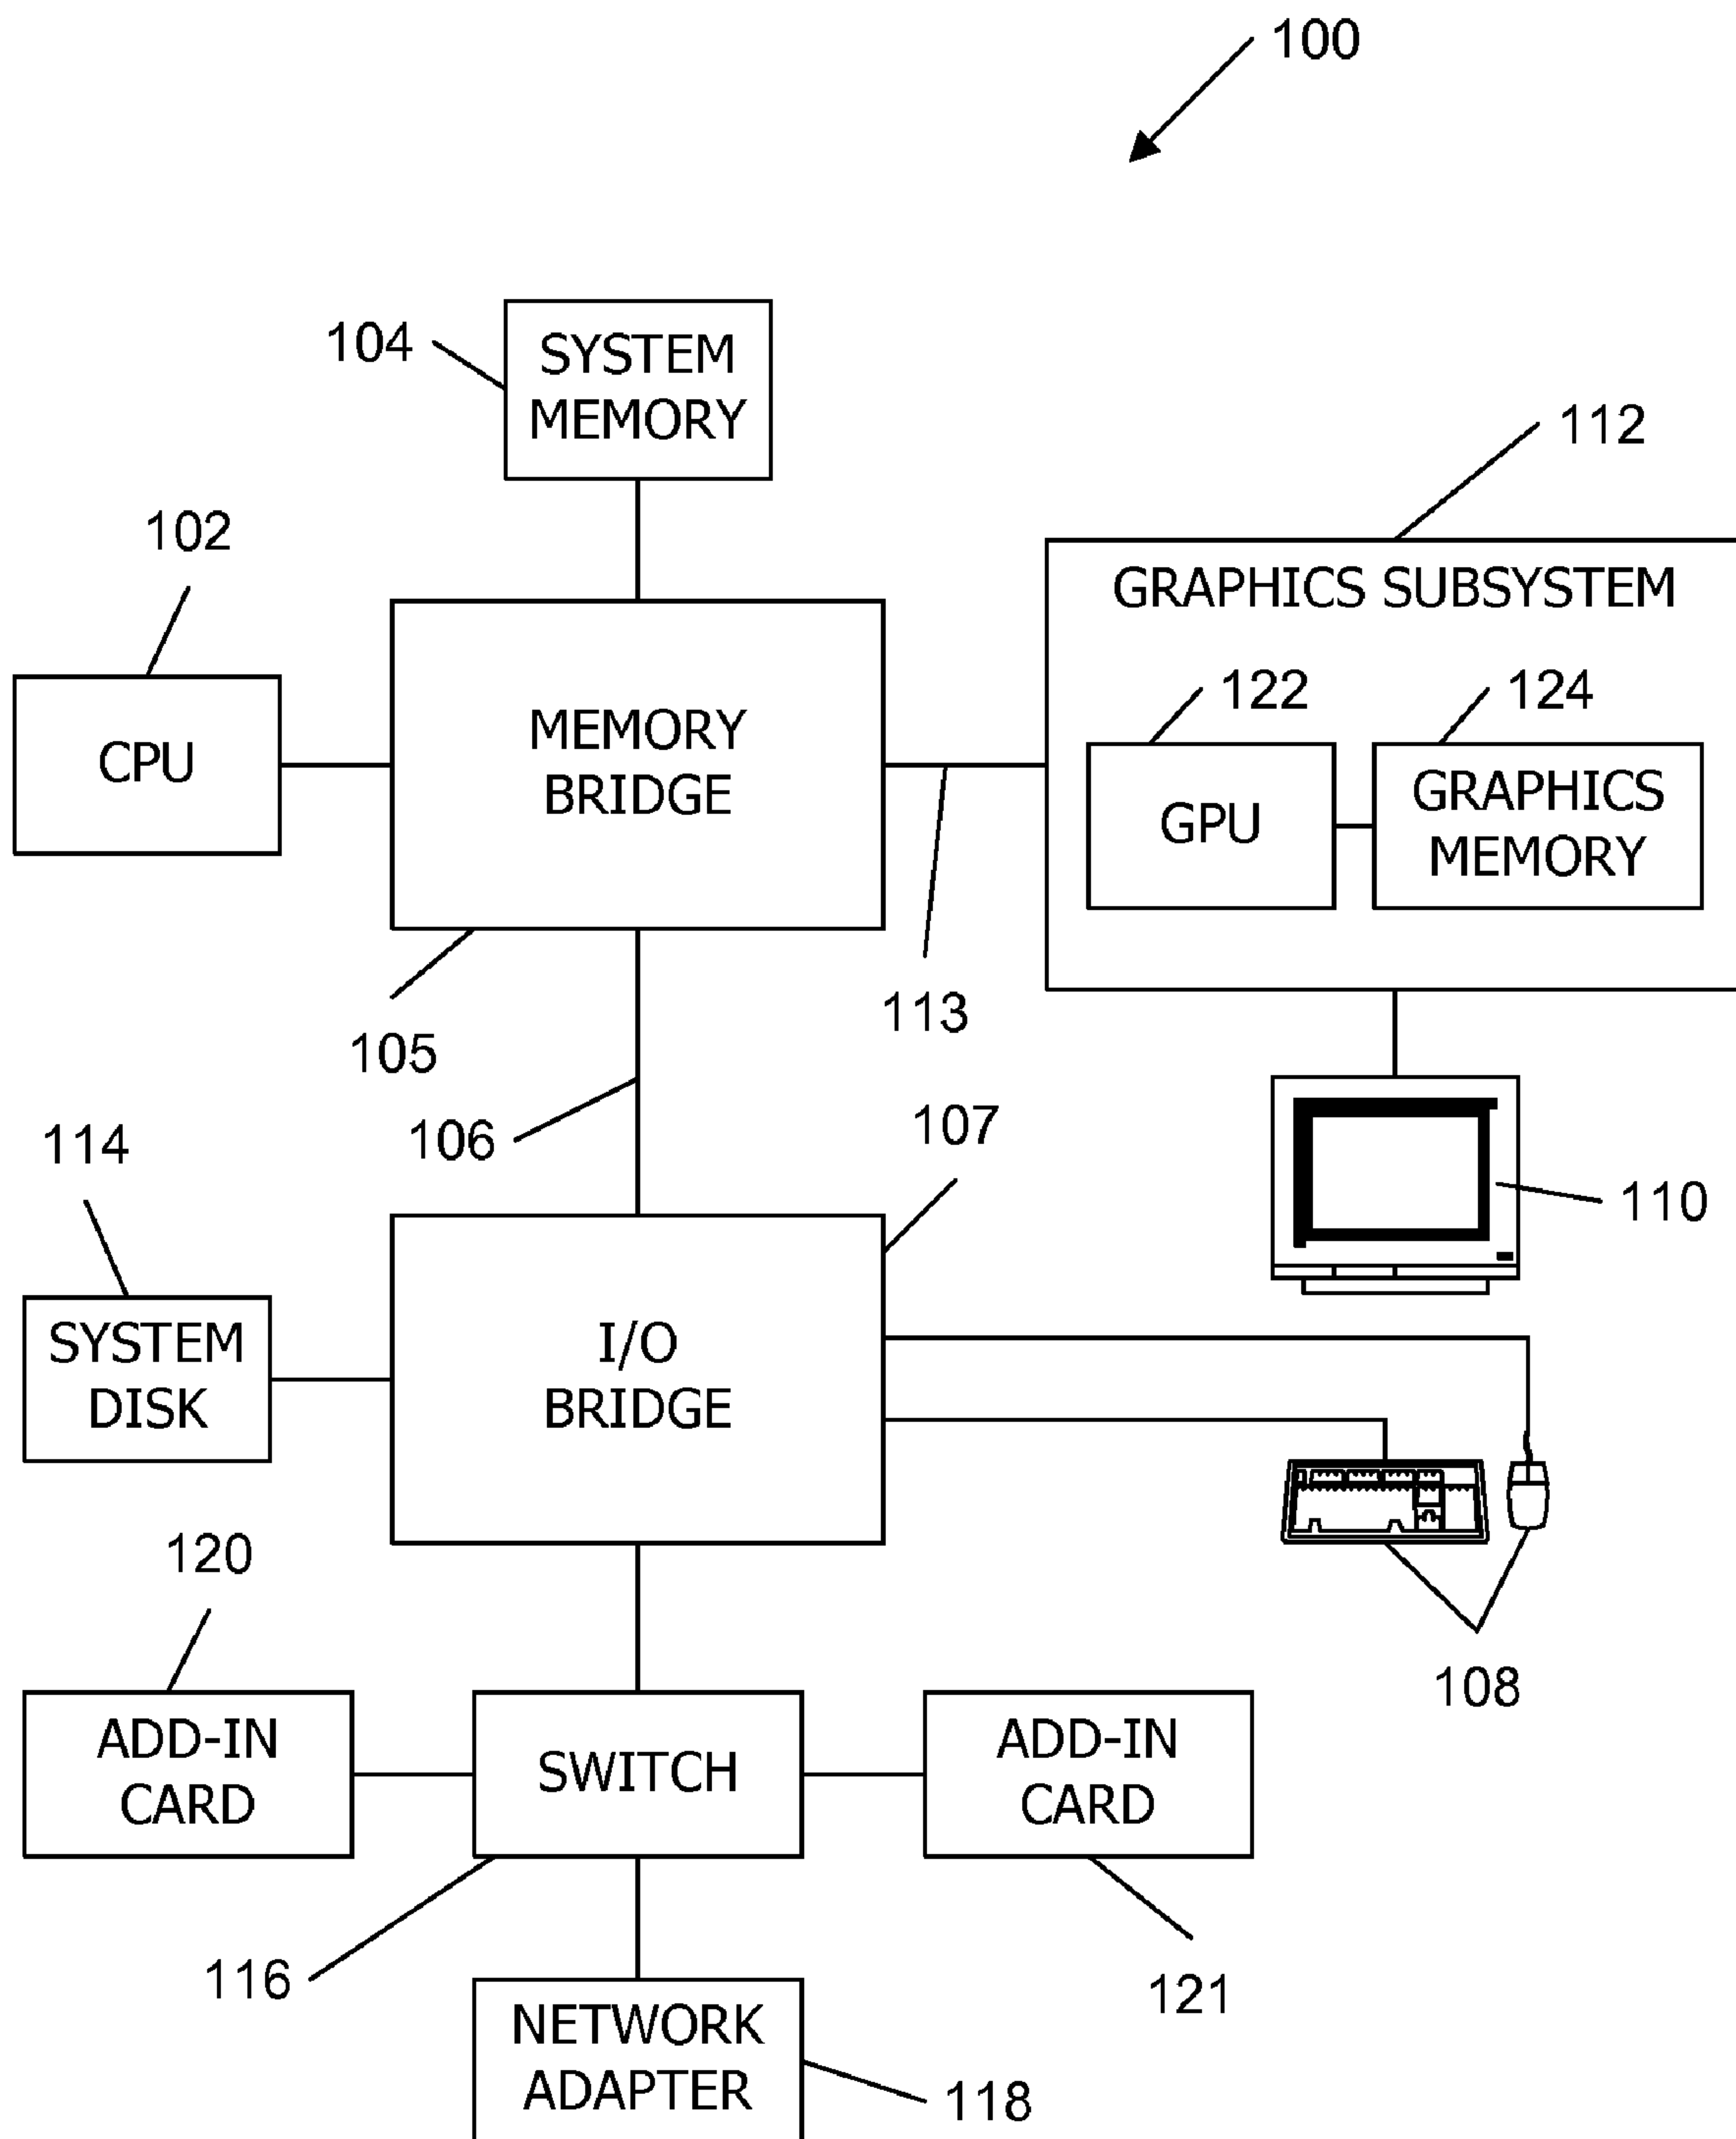 100
104
SYSTEM
MEMORY
112
102
GRAPHICS SUBSYSTEM
122
124
CPU
MEMORY
BRIDGE
GPU
GRAPHICS
MEMORY
113
105
106
107
114
110
SYSTEM
DISK
I/O
BRIDGE
120
108
ADD-IN
CARD
SWITCH
ADD-IN
CARD
116
121
NETWORK
ADAPTER
118